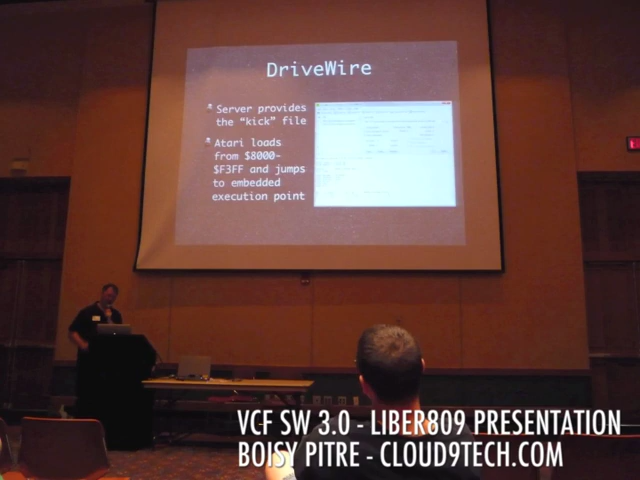 DriveWire
Server provides
the “kick” file
Atari loads
from $8000-
$F3FF and jumps
to embedded
execution point
VCF SW 3.0 - LIBER809 PRESENTATION
BOISY PITRE - CLOUD9TECH.COM